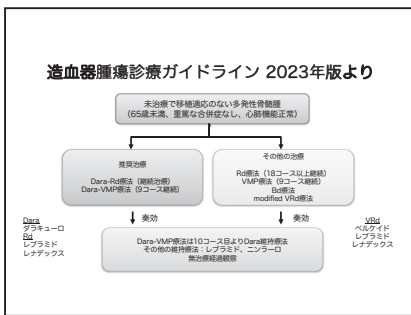 造血器腫瘍診療ガイドライン 2023年版より
未治療で移植適応のない多発性骨髄腫
（65歳未満、重篤な合併症なし、心肺機能正常）
推奨治療
Dara-Rd療法（継続治療）
Dara-VMP療法（9コース継続）
その他の治療
Rd療法（18コース以上継続）
VMP療法（9コース継続）
Bd療法
modified VRd療法
奏効
奏効
Dara
ダラキューロ
Rd
レブラミド
レナデックス
Dara-VMP療法は10コース目よりDara維持療法
その他の維持療法：レブラミド、ニンラーロ
無治療経過観察
VRd
ベルケイド
レブラミド
レナデックス